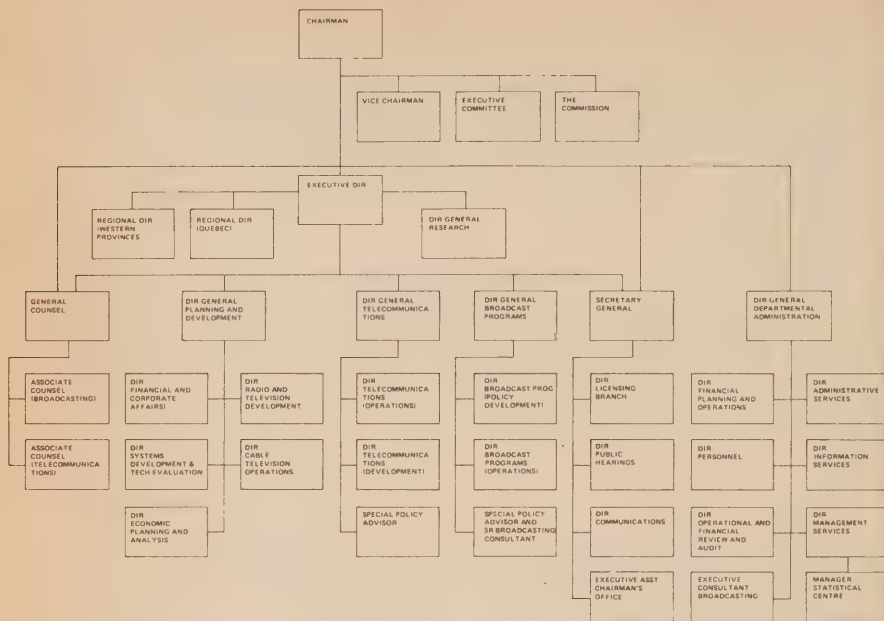 CHAIRMAN
VICE CHAIRMAN
EXECUTIVE
COMMITTEE
THE
COMMISSION
EXECUTIVE DIR
REGIONAL DIR
(WESTERN
PROVINCES
REGIONAL DIR
(QUEBEC)
DIR GENERAL
RESEARCH
GENERAL
COUNSEL
DIR GENERAL
PLANNING AND
DEVELOPMENT
DIR GENERAL
TELECOMMUNICA
TIONS
DIR GENERAL
BROADCAST
PROGRAMS
SECRETARY
GENERAL
DIR GENERAL
DEPARTMENTAL
ADMINISTRATION
ASSOCIATE
COUNSEL
(BROADCASTING)
DIR
FINANCIAL AND
CORPORATE
AFFAIRS)
DIR
RADIO AND
TELEVISION
DEVELOPMENT
DIR
TELECOMMUNICA
TIONS
(OPERATIONS)
DIR
BROADCAST PROG
(POLICY
DEVELOPMENT)
DIR
LICENSING
BRANCH
DIR
FINANCIAL
PLANNING AND
OPERATIONS
DIR
ADMINISTRATIVE
SERVICES
ASSOCIATE
COUNSEL
(TELECOMMUNICA
TIONS)
DIR
SYSTEMS
DEVELOPMENT &
TECH EVALUATION
DIR
CABLE
TELEVISION
OPERATIONS
DIR
TELECOMMUNICA
TIONS
(DEVELOPMENT)
DIR
BROADCAST
PROGRAMS
(OPERATIONS)
DIR
PUBLIC
HEARINGS
DIR
PERSONNEL
DIR
INFORMATION
SERVICES
DIR
ECONOMIC
PLANNING AND
ANALYSIS
SPECIAL POLICY
ADVISOR
SPECIAL POLICY
ADVISOR AND
SR BROADCASTING
CONSULTANT
DIR
COMMUNICATIONS
DIR
OPERATIONAL AND
FINANCIAL
REVIEW AND
AUDIT
DIR
MANAGEMENT
SERVICES
EXECUTIVE ASST
CHAIRMAN'S
OFFICE
EXECUTIVE
CONSULTANT
BROADCASTING
MANAGER
STATISTICAL
CENTRE